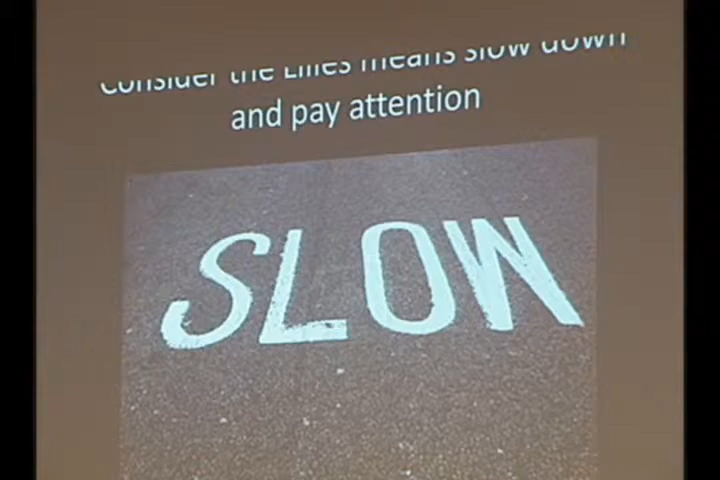 Consider the Lilies means slow down
and pay attention
SLOW